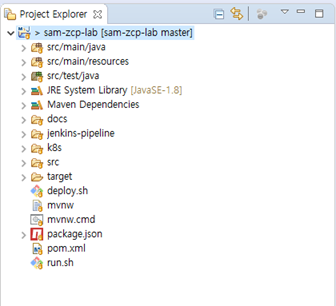 Project Explorer
> sam-zcp-lab [sam-zcp-lab master]
src/main/java
src/main/resources
src/test/java
JRE System Library [JavaSE-1.8]
Maven Dependencies
docs
jenkins-pipeline
k8s
src
target
deploy.sh
mvnw
mvnw.cmd
package.json
pom.xml
run.sh